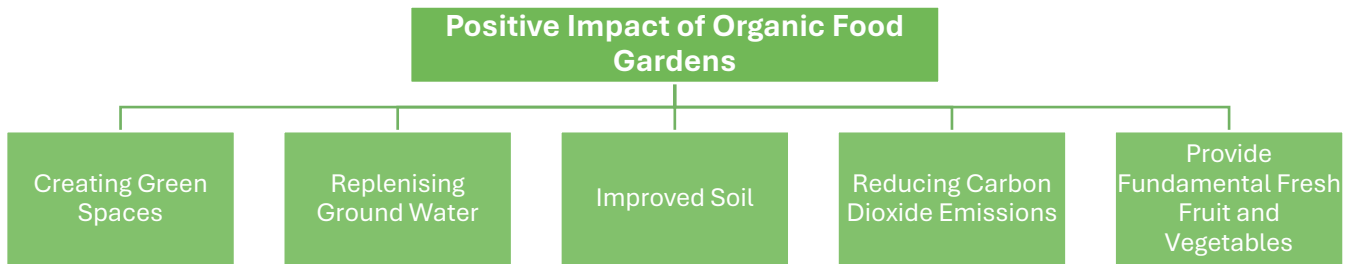 Positive Impact of Organic Food
Gardens
Creating Green
Spaces
Replenising
Ground Water
Improved Soil
Reducing Carbon
Dioxide Emissions
Provide
Fundamental Fresh
Fruit and
Vegetables